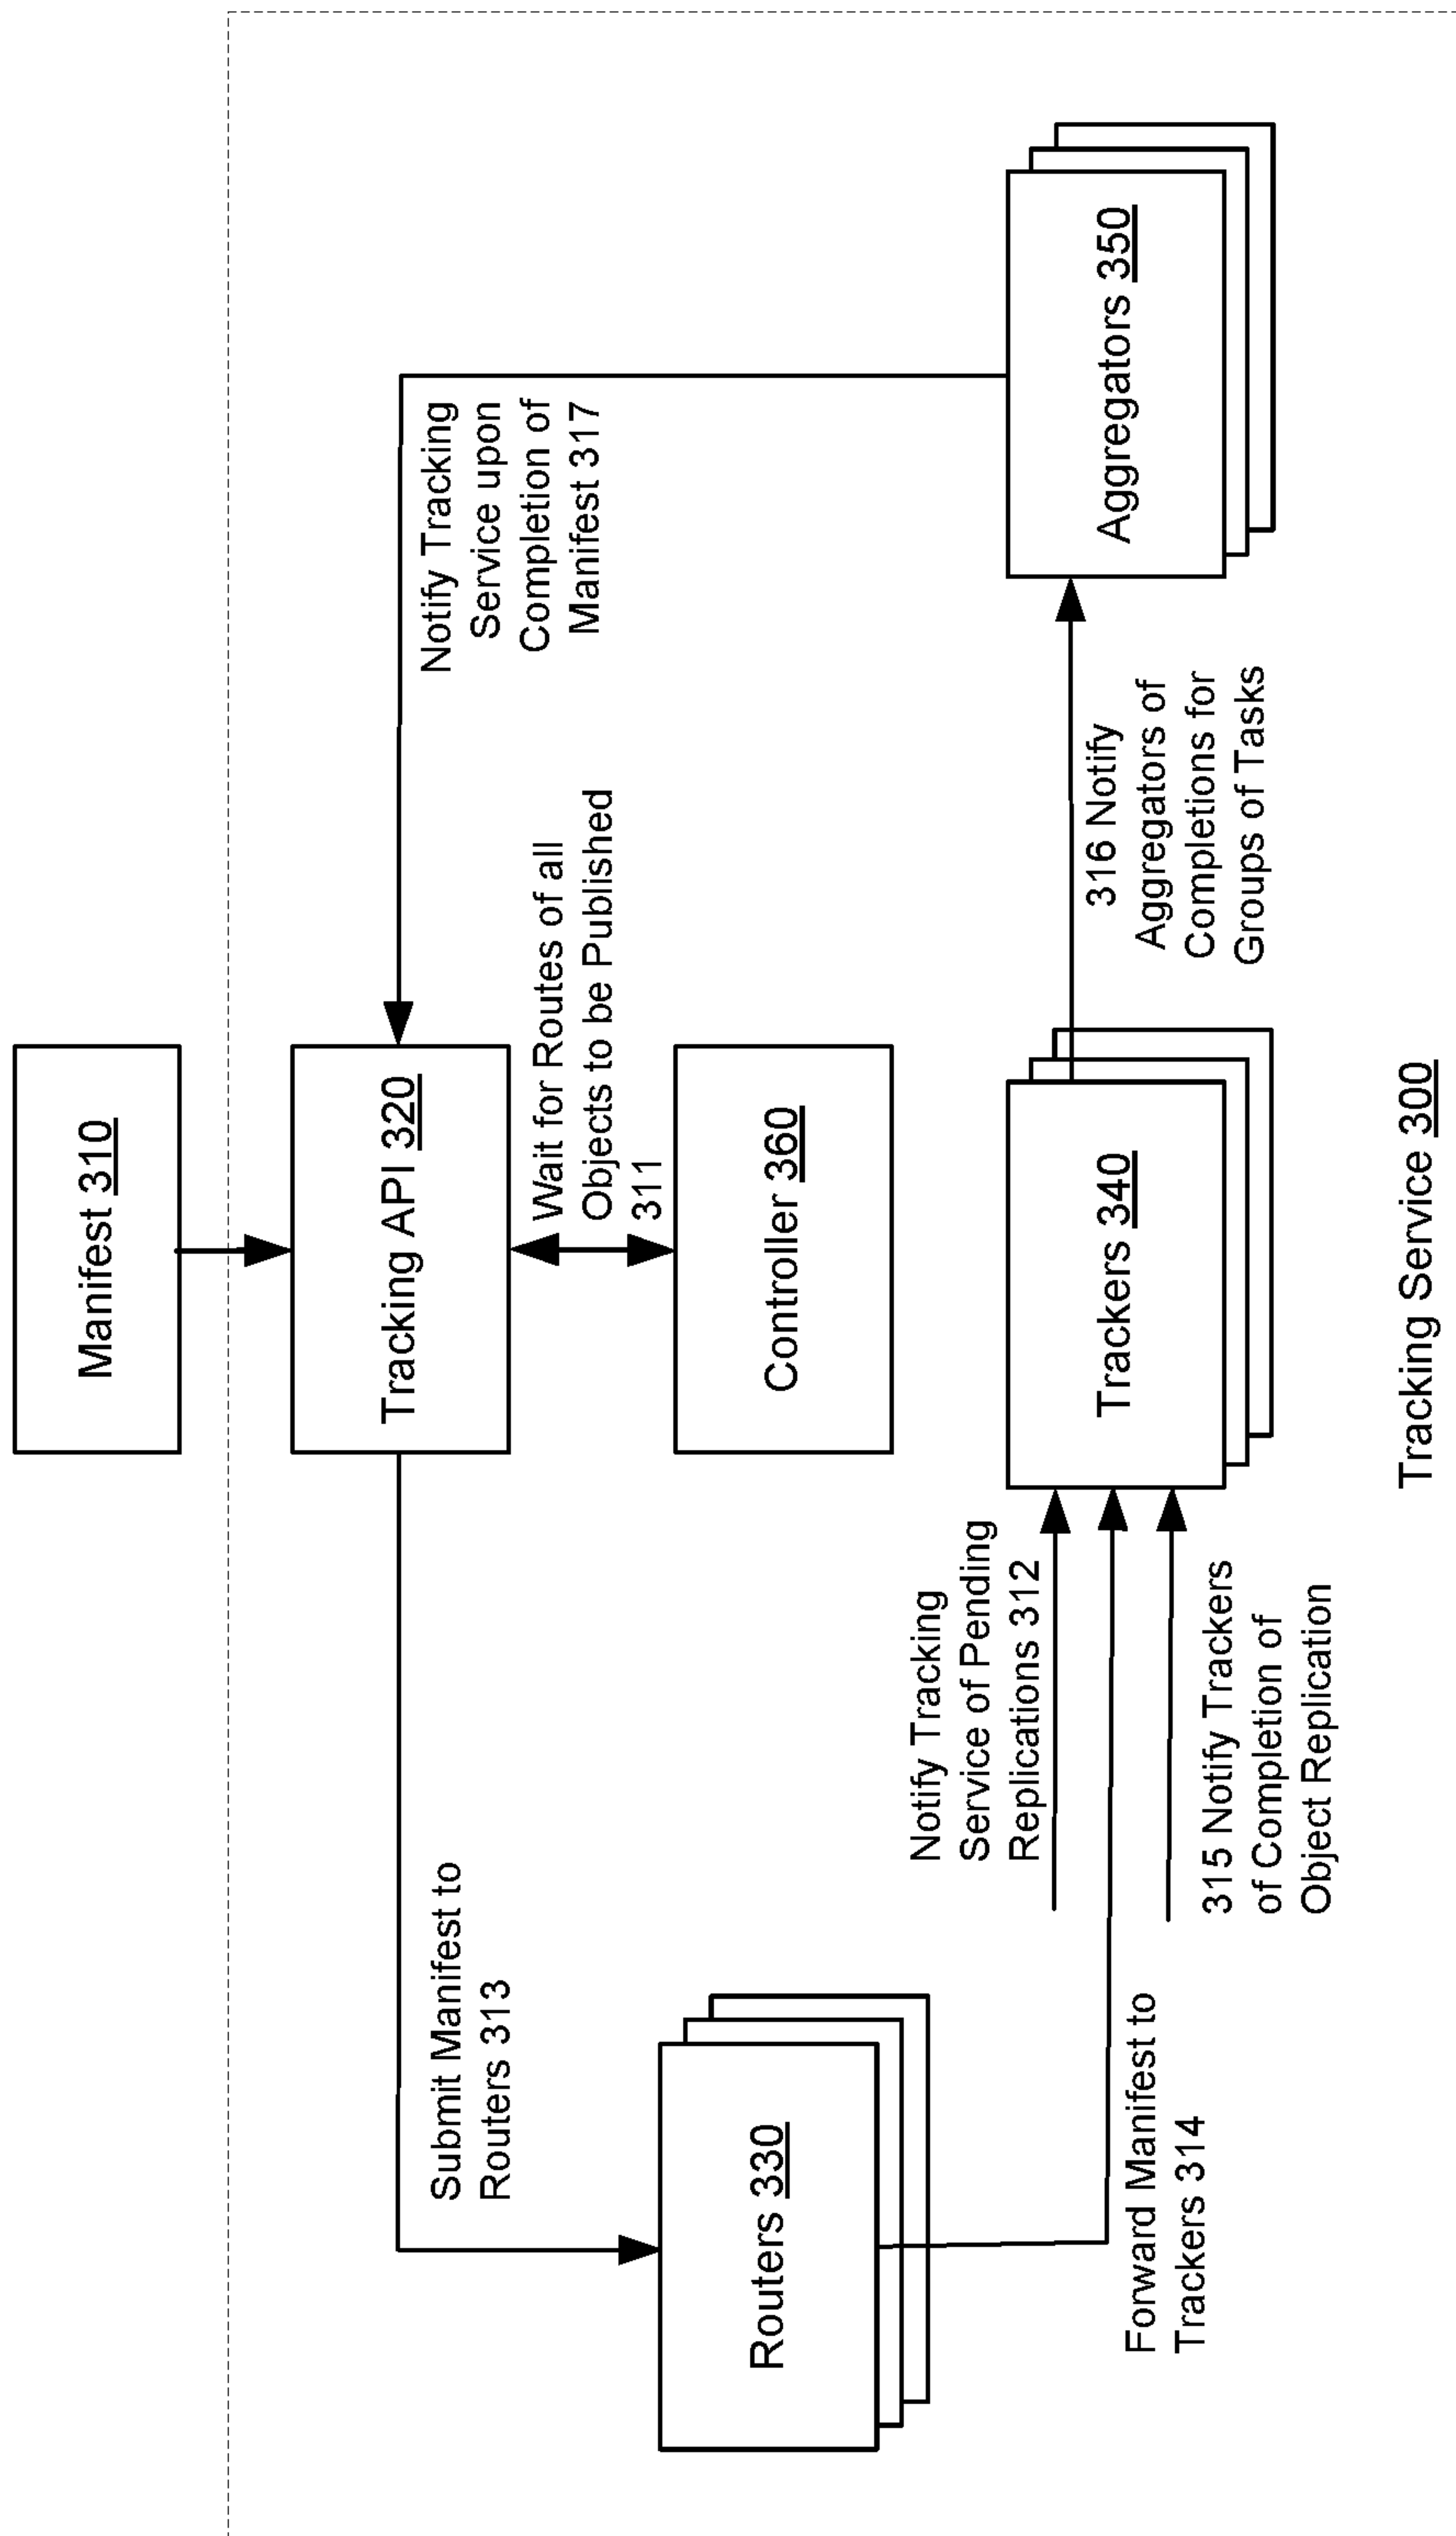 Manifest 310
Tracking API 320
Notify Tracking
Service upon
Completion of
Manifest 317
Submit Manifest to
Routers 313
Wait for Routes of all
Objects to be Published
311
Controller 360
Routers 330
Notify Tracking
Service of Pending
Replications 312
Trackers 340
Aggregators 350
316 Notify
Aggregators of
Completions for
Groups of Tasks
Forward Manifest to
Trackers 314
315 Notify Trackers
of Completion of
Object Replication
Tracking Service 300